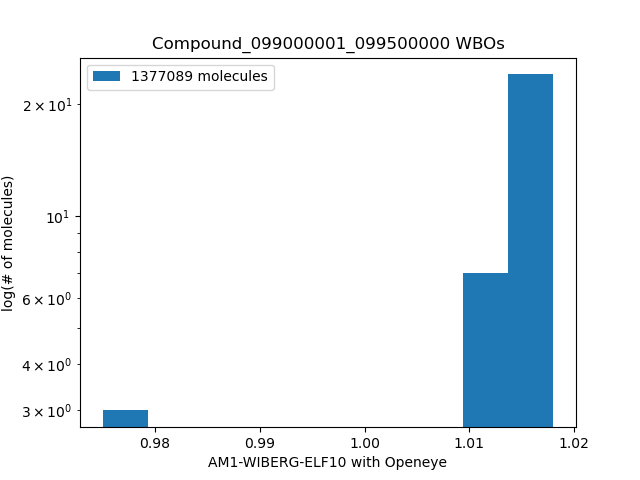 Compound_099000001_099500000 WBOs
1377089 molecules
log(# of molecules)
2 × 10¹
10¹
6 × 10⁰
4 × 10⁰
3 × 10⁰
0.98 0.99 1.00 1.01 1.02
AM1-WIBERG-ELF10 with Openeye